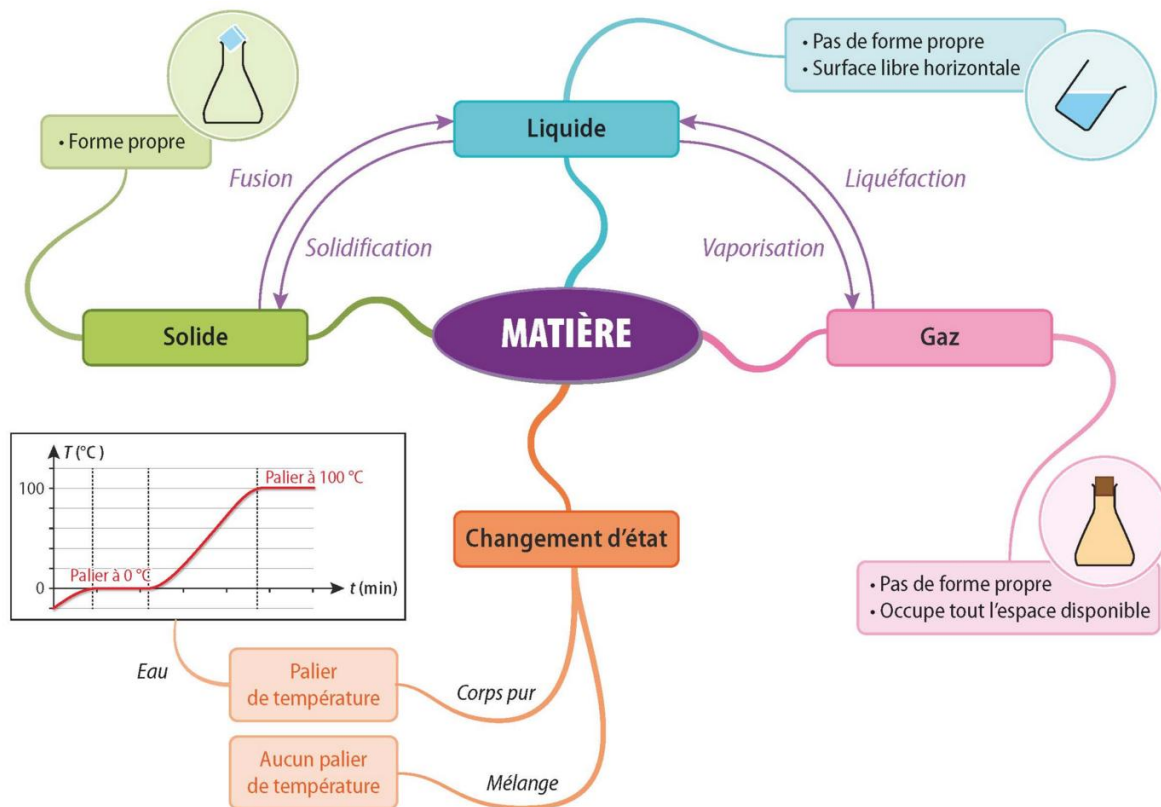 • Pas de forme propre
• Surface libre horizontale
• Forme propre
Liquide
Fusion
Liquéfaction
Solidification
Vaporisation
Solide
MATIÈRE
Gaz
T (°C)
100
Palier à 100 °C
Palier à 0 °C
0
t (min)
Changement d'état
• Pas de forme propre
• Occupe tout l'espace disponible
Eau
Palier
de température
Corps pur
Aucun palier
de température
Mélange